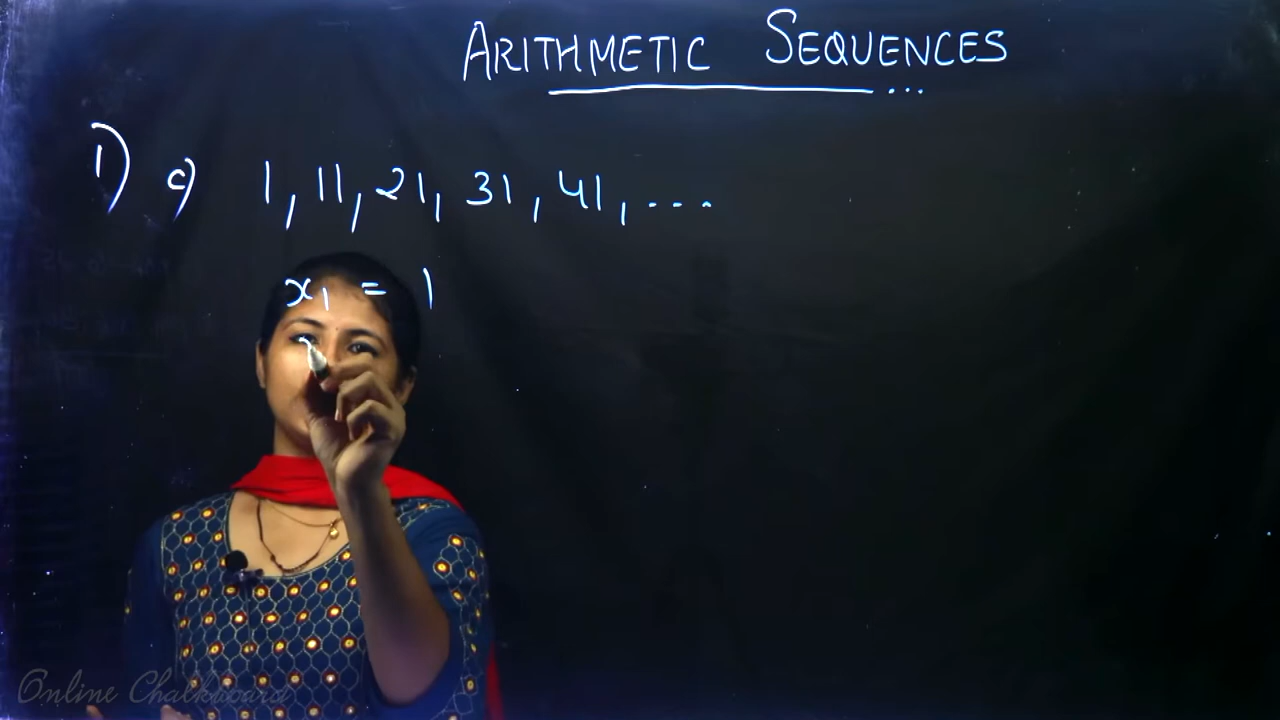 ARITHMETIC SEQUENCES ...
1) c) 1, 11, 21, 31, 41, ...
x₁ = 1
Online Chalkboard